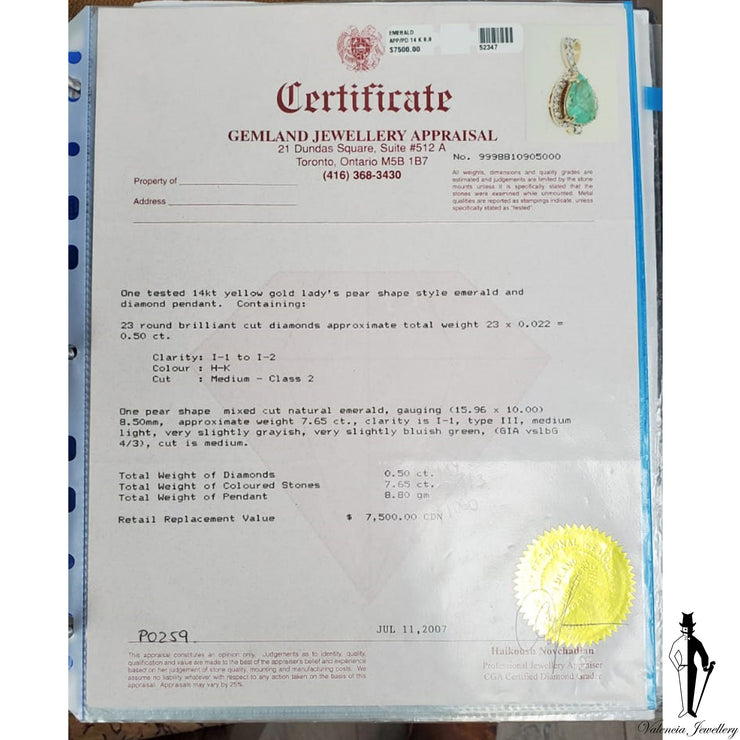 EMERALD
APP/PD 14 K 8.8
$7500.00
52347
Certificate
GEMLAND JEWELLERY APPRAISAL
21 Dundas Square, Suite #512 A
Toronto, Ontario M5B 1B7
(416) 368-3430
No. 9998810905000
All weights, dimensions and quality grades are
estimated and judgements are limited by the stone
mounts unless it is specifically stated that the
stones were examined while unmounted. Metal
qualities are reported as stampings indicate, unless
specifically stated as "tested".
Property of
Address
One tested 14kt yellow gold lady's pear shape style emerald and
diamond pendant. Containing:
23 round brilliant cut diamonds approximate total weight 23 x 0.022 =
0.50 ct.
Clarity: I-1 to I-2
Colour : H-K
Cut : Medium - Class 2
One pear shape mixed cut natural emerald, gauging (15.96 x 10.00)
8.50mm, approximate weight 7.65 ct., clarity is I-1, type III, medium
light, very slightly grayish, very slightly bluish green, (GIA vslbG
4/3), cut is medium.
Total Weight of Diamonds 0.50 ct.
Total Weight of Coloured Stones 7.65 ct.
Total Weight of Pendant 8.80 gm
Retail Replacement Value $ 7,500.00 CDN
P0259
JUL 11, 2007
This appraisal constitutes an opinion only. Judgements as to identity, quality,
qualification and value are made to the best of the appraiser's belief and experience
based on her judgement of stone quality, mounting and manufacturing costs. We
assume no liability whatever with respect to any action taken on the basis of this
appraisal. Appraisals may vary by 25%.
Haikoush Novchadian
Professional Jewellery Appraiser
CGA Certified Diamond Grader
Valencia Jewellery